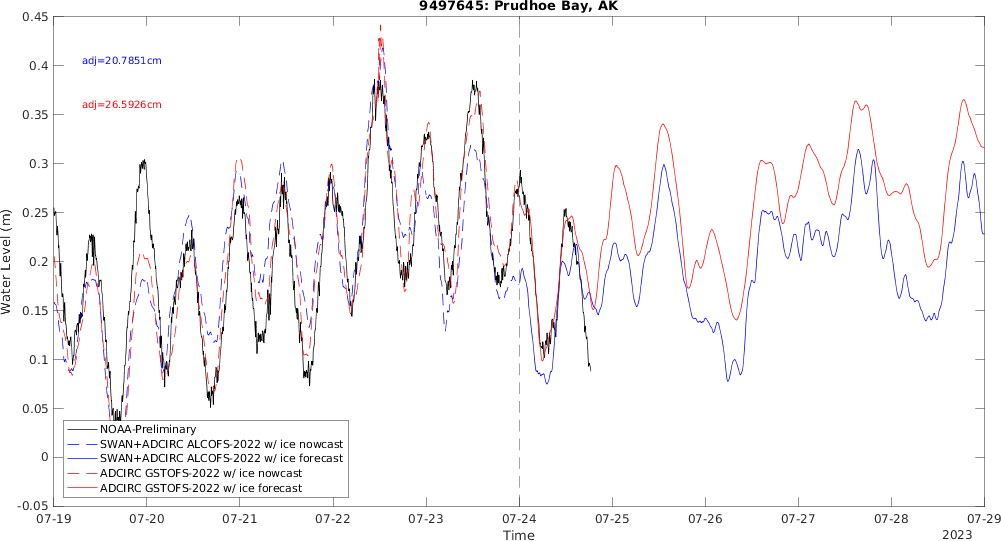 9497645: Prudhoe Bay, AK
0.45
0.4
0.35
0.3
0.25
0.2
0.15
0.1
0.05
0
-0.05
Water Level (m)
adj=20.7851cm
adj=26.5926cm
NOAA-Preliminary
SWAN+ADCIRC ALCOFS-2022 w/ ice nowcast
SWAN+ADCIRC ALCOFS-2022 w/ ice forecast
ADCIRC GSTOFS-2022 w/ ice nowcast
ADCIRC GSTOFS-2022 w/ ice forecast
07-19 07-20 07-21 07-22 07-23 07-24 07-25 07-26 07-27 07-28 07-29
Time
2023